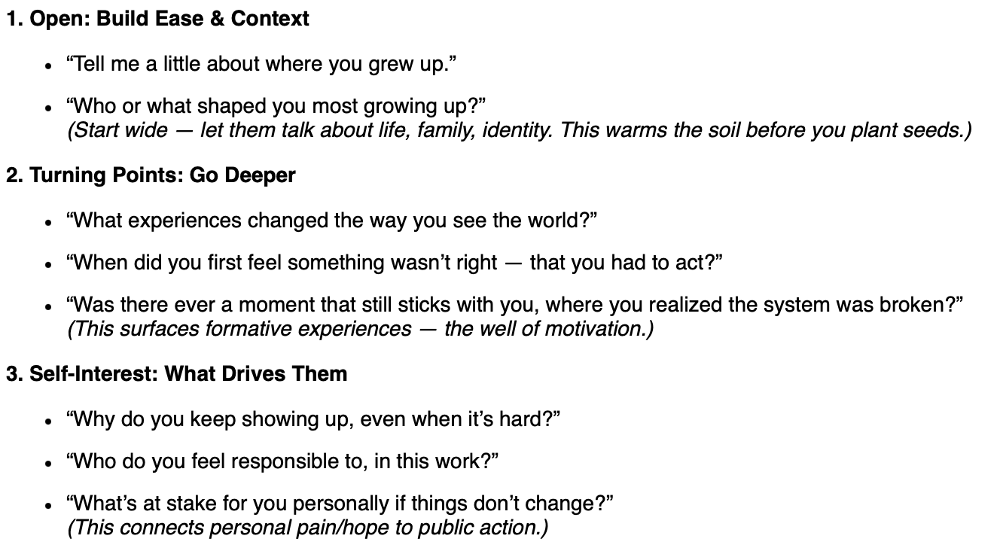 1. Open: Build Ease & Context
• “Tell me a little about where you grew up.”
• “Who or what shaped you most growing up?”
(Start wide — let them talk about life, family, identity. This warms the soil before you plant seeds.)
2. Turning Points: Go Deeper
• “What experiences changed the way you see the world?”
• “When did you first feel something wasn’t right — that you had to act?”
• “Was there ever a moment that still sticks with you, where you realized the system was broken?”
(This surfaces formative experiences — the well of motivation.)
3. Self-Interest: What Drives Them
• “Why do you keep showing up, even when it’s hard?”
• “Who do you feel responsible to, in this work?”
• “What’s at stake for you personally if things don’t change?”
(This connects personal pain/hope to public action.)